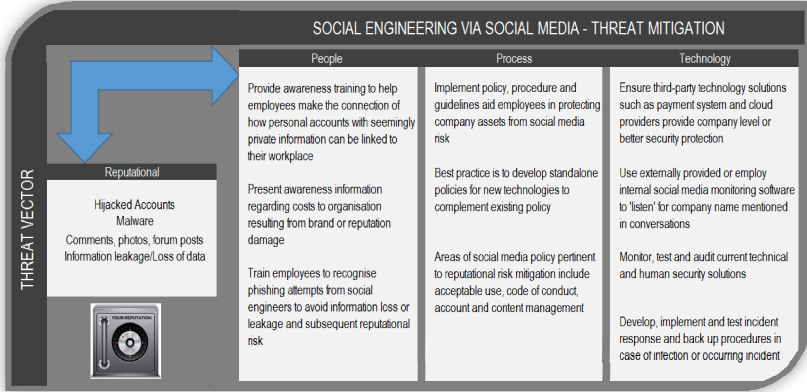 SOCIAL ENGINEERING VIA SOCIAL MEDIA - THREAT MITIGATION
THREAT VECTOR
Reputational
Hijacked Accounts
Malware
Comments, photos, forum posts
Information leakage/Loss of data
YOUR REPUTATION
People
Provide awareness training to help
employees make the connection of
how personal accounts with seemingly
private information can be linked to
their workplace
Present awareness information
regarding costs to organisation
resulting from brand or reputation
damage
Train employees to recognise
phishing attempts from social
engineers to avoid information loss or
leakage and subsequent reputational
risk
Process
Implement policy, procedure and
guidelines aid employees in protecting
company assets from social media
risk
Best practice is to develop standalone
policies for new technologies to
complement existing policy
Areas of social media policy pertinent
to reputational risk mitigation include
acceptable use, code of conduct,
account and content management
Technology
Ensure third-party technology solutions
such as payment system and cloud
providers provide company level or
better security protection
Use externally provided or employ
internal social media monitoring software
to 'listen' for company name mentioned
in conversations
Monitor, test and audit current technical
and human security solutions
Develop, implement and test incident
response and back up procedures in
case of infection or occurring incident